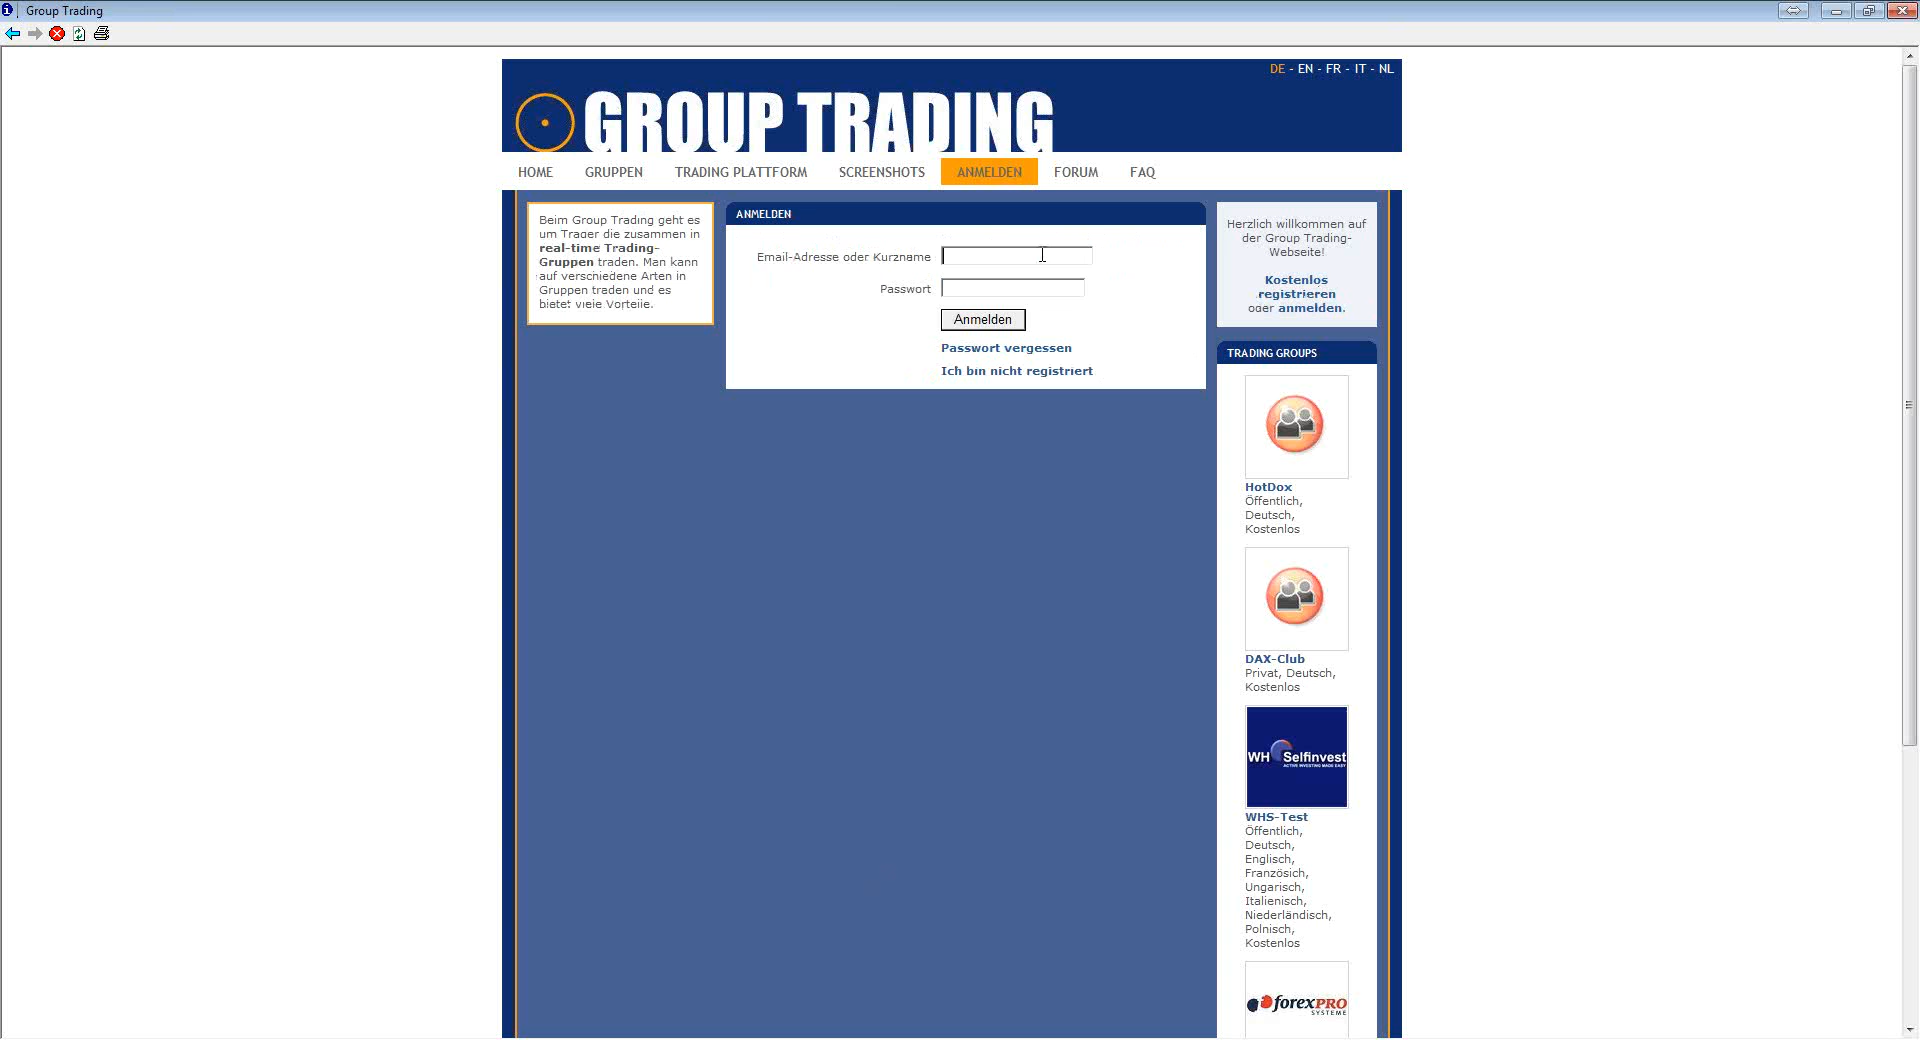 Group Trading
DE - EN - FR - IT - NL
GROUP TRADING
HOME GRUPPEN TRADING PLATTFORM SCREENSHOTS ANMELDEN FORUM FAQ
Beim Group Trading geht es
um Trader die zusammen in
real-time Trading-
Gruppen traden. Man kann
auf verschiedene Arten in
Gruppen traden und es
bietet viele Vorteile.
ANMELDEN
Email-Adresse oder Kurzname
Passwort
Anmelden
Passwort vergessen
Ich bin nicht registriert
Herzlich willkommen auf
der Group Trading-
Webseite!
Kostenlos
registrieren
oder anmelden.
TRADING GROUPS
HotDox
Öffentlich,
Deutsch,
Kostenlos
DAX-Club
Privat, Deutsch,
Kostenlos
WH Selfinvest
ACTIVE INVESTING MADE EASY
WHS-Test
Öffentlich,
Deutsch,
Englisch,
Französich,
Ungarisch,
Italienisch,
Niederländisch,
Polnisch,
Kostenlos
forexPRO
SYSTEME